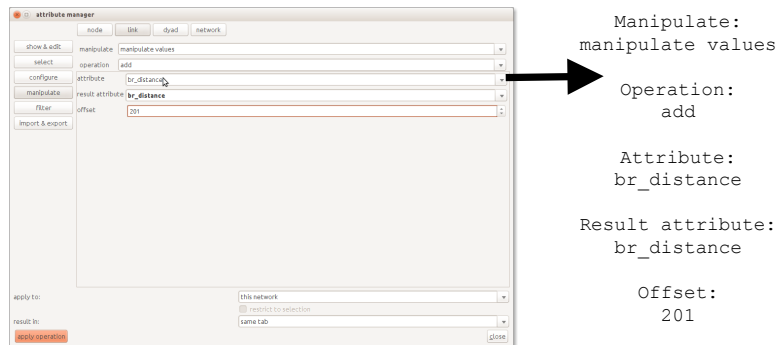 attribute manager
node link dyad network
show & edit
select
configure
manipulate
filter
import & export
manipulate manipulate values
operation add
attribute br_distance
result attribute br_distance
offset 201
apply to: this network
restrict to selection
result in: same tab
apply operation close
Manipulate:
manipulate values
Operation:
add
Attribute:
br_distance
Result attribute:
br_distance
Offset:
201